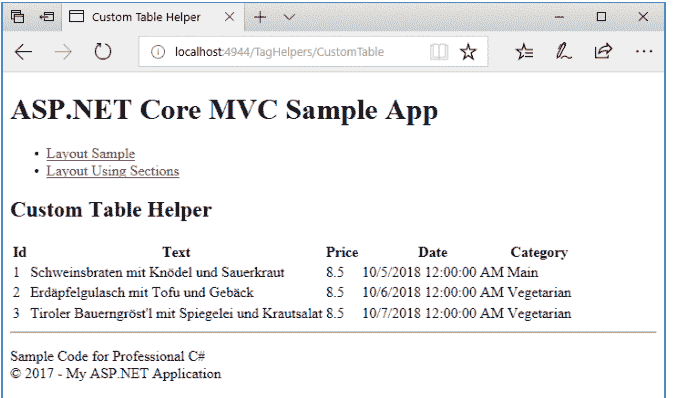 Custom Table Helper
localhost:4944/TagHelpers/CustomTable
ASP.NET Core MVC Sample App
• Layout Sample
• Layout Using Sections
Custom Table Helper
Id Text Price Date Category
1 Schweinsbraten mit Knödel und Sauerkraut 8.5 10/5/2018 12:00:00 AM Main
2 Erdäpfelgulasch mit Tofu und Gebäck 8.5 10/6/2018 12:00:00 AM Vegetarian
3 Tiroler Bauerngröst'l mit Spiegelei und Krautsalat 8.5 10/7/2018 12:00:00 AM Vegetarian
Sample Code for Professional C#
© 2017 - My ASP.NET Application